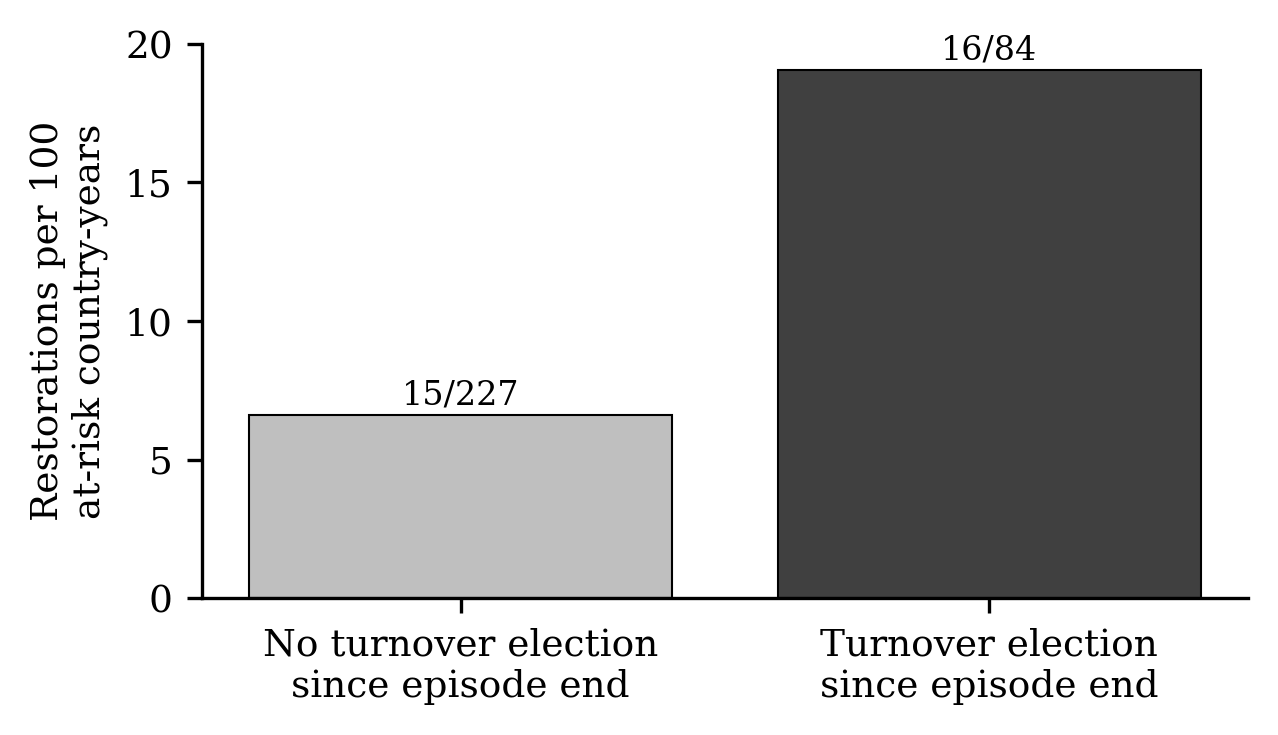 Restorations per 100
at-risk country-years
20
15
10
5
0
15/227
16/84
No turnover election
since episode end
Turnover election
since episode end